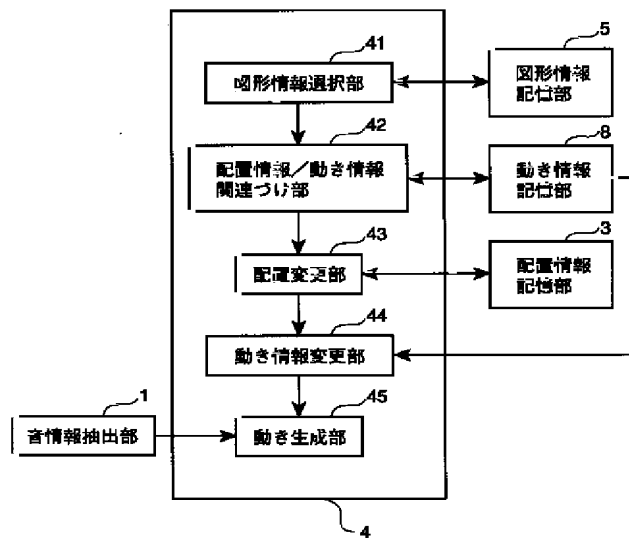 41
図形情報選択部
5
図形情報
記憶部
42
配置情報／動き情報
関連づけ部
8
動き情報
記憶部
43
配置変更部
3
配置情報
記憶部
44
動き情報変更部
1
音情報抽出部
45
動き生成部
4